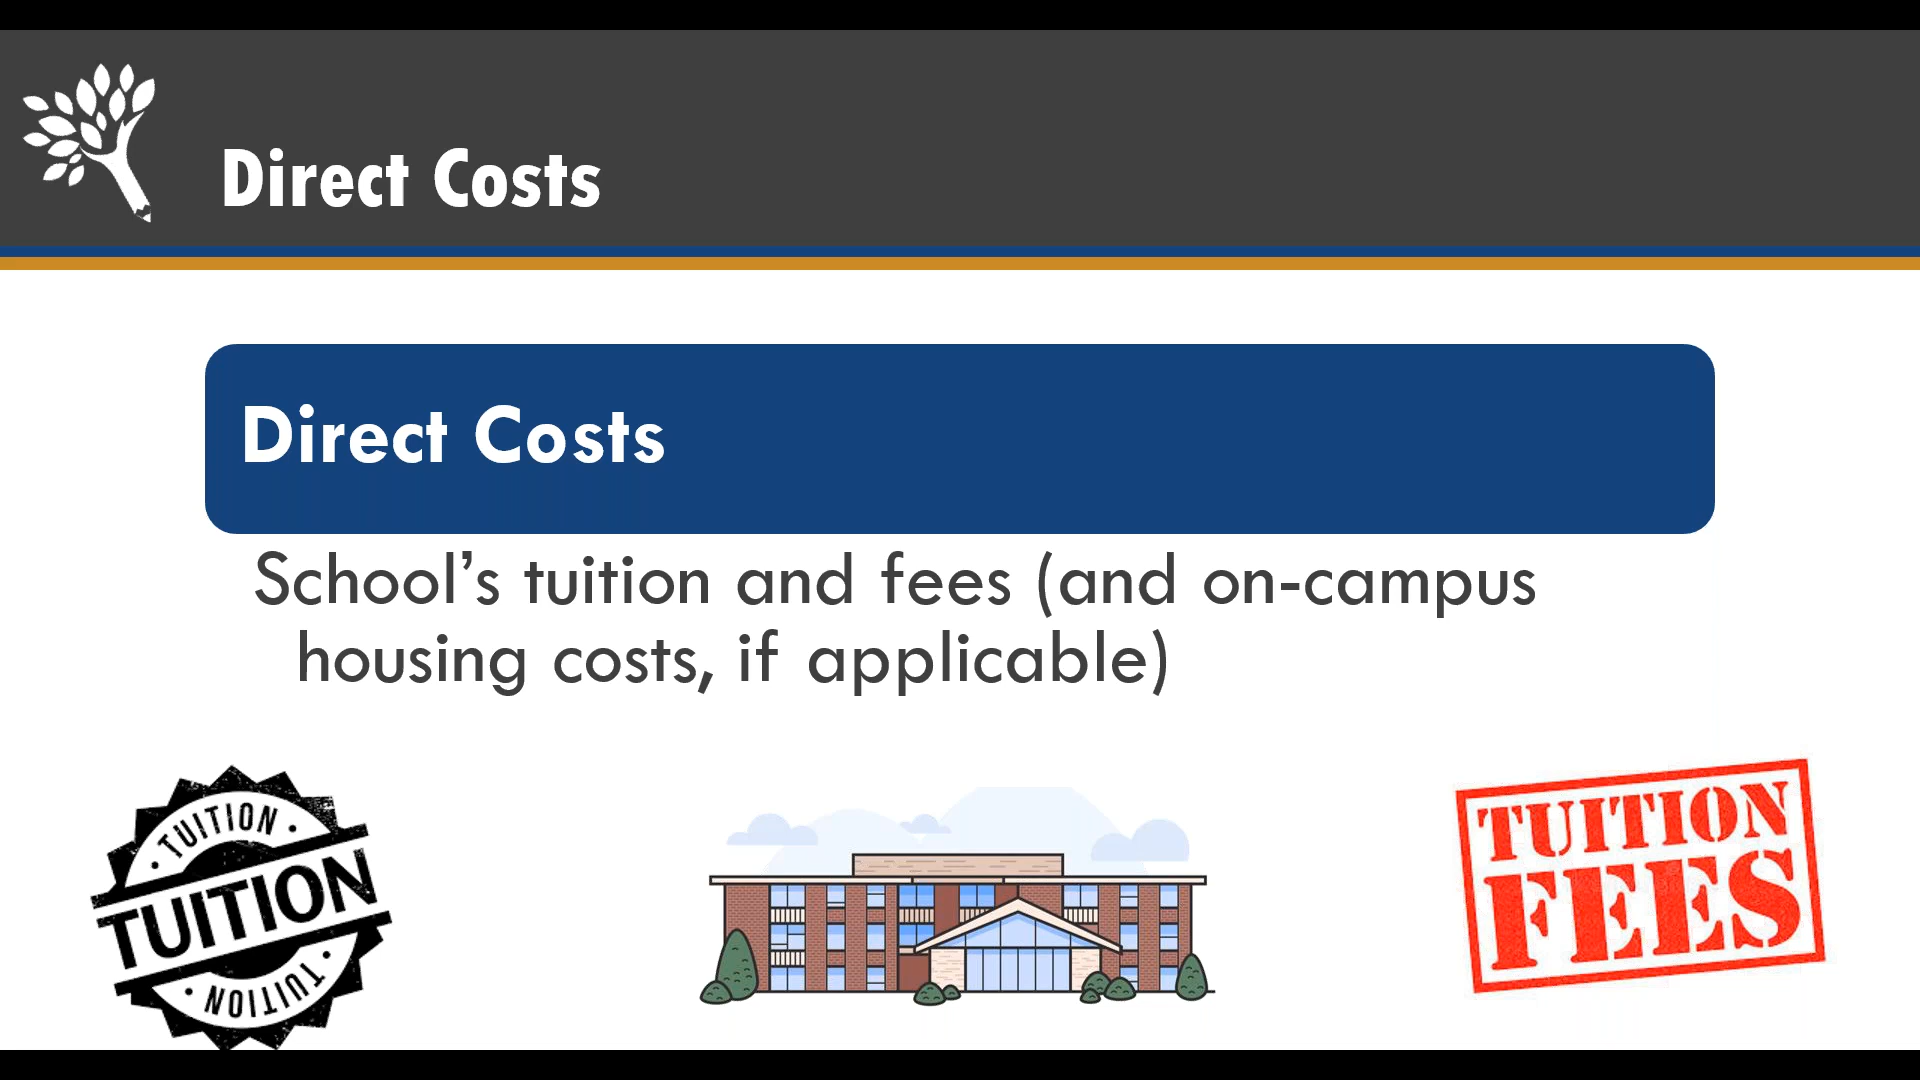 Direct Costs
Direct Costs
School’s tuition and fees (and on-campus
housing costs, if applicable)
• TUITION •
TUITION
• TUITION •
TUITION
FEES